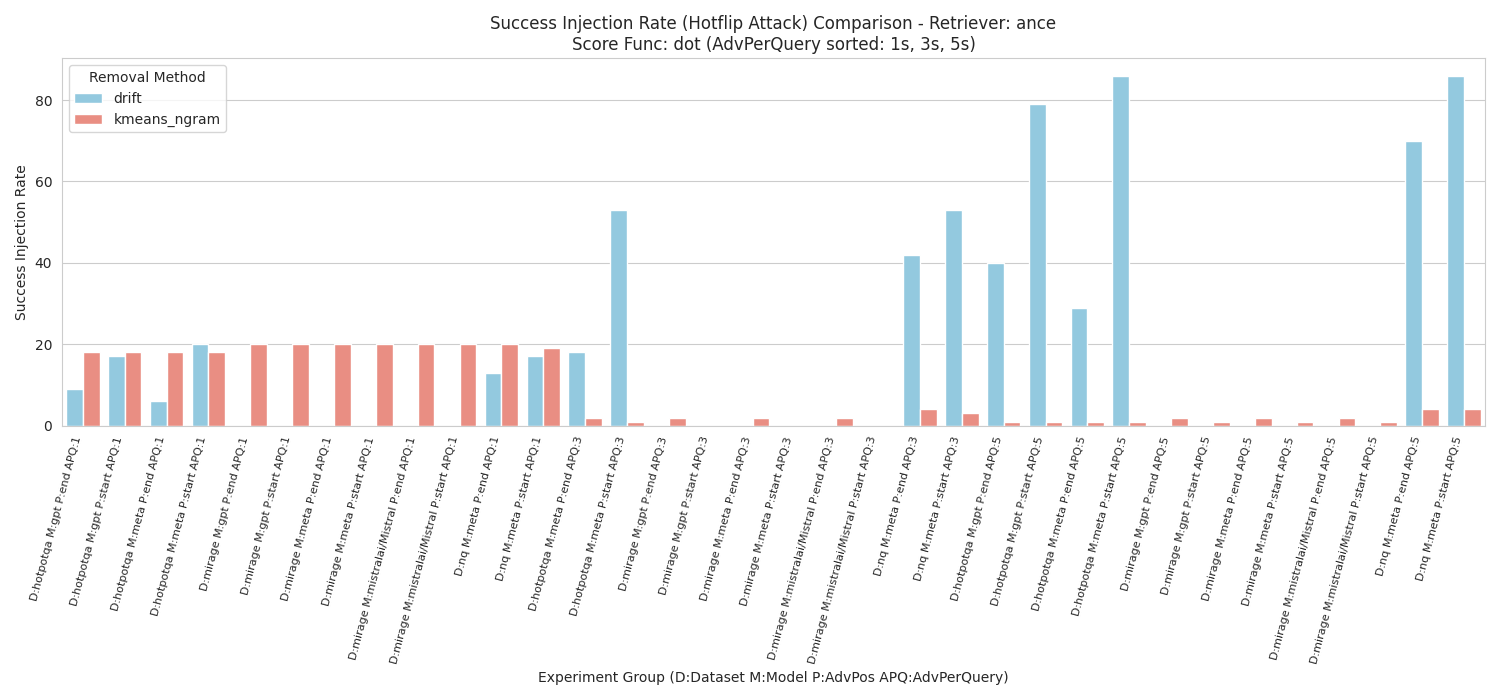 Success Injection Rate (Hotflip Attack) Comparison - Retriever: ance
Score Func: dot (AdvPerQuery sorted: 1s, 3s, 5s)
Removal Method
drift
kmeans_ngram
Success Injection Rate
80
60
40
20
0
D:hotpotqa M:gpt P:end APQ:1
D:hotpotqa M:gpt P:start APQ:1
D:hotpotqa M:meta P:end APQ:1
D:hotpotqa M:meta P:start APQ:1
D:mirage M:gpt P:end APQ:1
D:mirage M:gpt P:start APQ:1
D:mirage M:meta P:end APQ:1
D:mirage M:meta P:start APQ:1
D:mirage M:mistralai/Mistral P:end APQ:1
D:mirage M:mistralai/Mistral P:start APQ:1
D:nq M:meta P:end APQ:1
D:nq M:meta P:start APQ:1
D:hotpotqa M:meta P:end APQ:3
D:hotpotqa M:meta P:start APQ:3
D:mirage M:gpt P:end APQ:3
D:mirage M:gpt P:start APQ:3
D:mirage M:meta P:end APQ:3
D:mirage M:meta P:start APQ:3
D:mirage M:mistralai/Mistral P:end APQ:3
D:mirage M:mistralai/Mistral P:start APQ:3
D:nq M:meta P:end APQ:3
D:nq M:meta P:start APQ:3
D:hotpotqa M:gpt P:end APQ:5
D:hotpotqa M:gpt P:start APQ:5
D:hotpotqa M:meta P:end APQ:5
D:hotpotqa M:meta P:start APQ:5
D:mirage M:gpt P:end APQ:5
D:mirage M:gpt P:start APQ:5
D:mirage M:meta P:end APQ:5
D:mirage M:meta P:start APQ:5
D:mirage M:mistralai/Mistral P:end APQ:5
D:mirage M:mistralai/Mistral P:start APQ:5
D:nq M:meta P:end APQ:5
D:nq M:meta P:start APQ:5
Experiment Group (D:Dataset M:Model P:AdvPos APQ:AdvPerQuery)